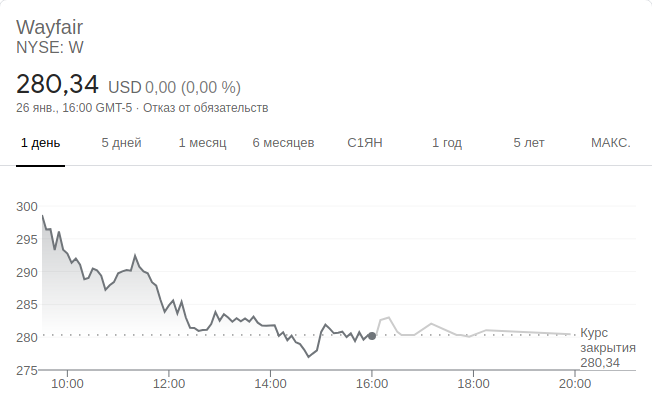 Wayfair
NYSE: W
280,34 USD 0,00 (0,00 %)
26 янв., 16:00 GMT-5 · Отказ от обязательств
1 день 5 дней 1 месяц 6 месяцев С1ЯН 1 год 5 лет МАКС.
300
295
290
285
280
275
Курс
закрытия
280,34
10:00 12:00 14:00 16:00 18:00 20:00